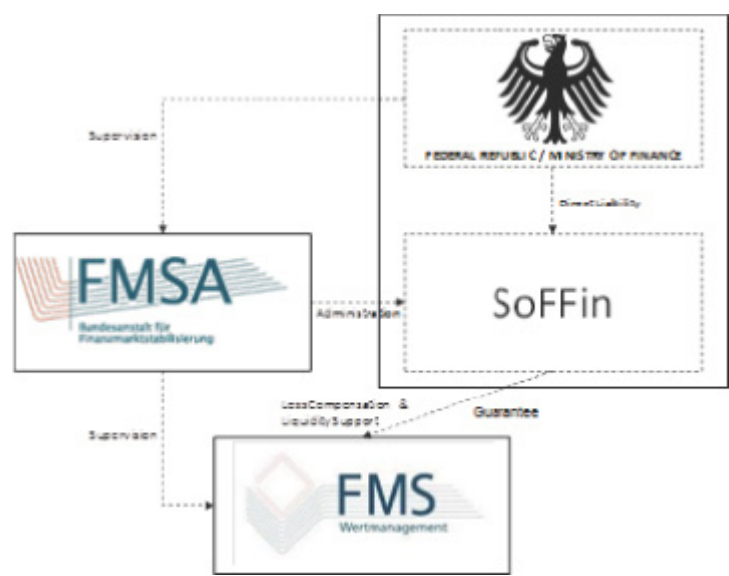 FEDERAL REPUBLIC / MINISTRY OF FINANCE
Supervision
Direct Liability
FMSA
Bundesanstalt für
Finanzmarktstabilisierung
Administration
SoFFin
Loss Compensation &
Liquidity Support
Guarantee
Supervision
FMS
Wertmanagement